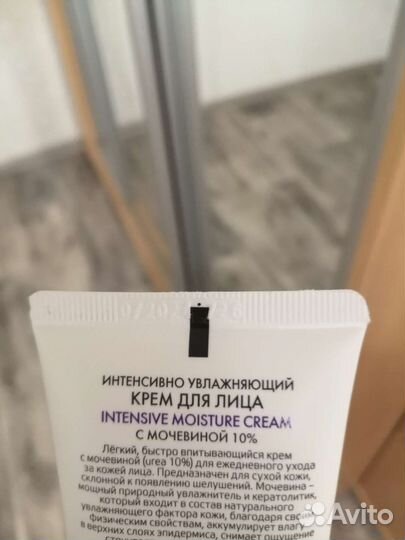 ИНТЕНСИВНО УВЛАЖНЯЮЩИЙ
КРЕМ ДЛЯ ЛИЦА
INTENSIVE MOISTURE CREAM
С МОЧЕВИНОЙ 10%
Лёгкий, быстро впитывающийся крем
с мочевиной (urea 10%) для ежедневного ухода
за кожей лица. Предназначен для сухой кожи,
склонной к появлению шелушений. Мочевина –
мощный природный увлажнитель и кератолитик,
который входит в состав натурального
увлажняющего фактора кожи, благодаря своим
физическим свойствам, аккумулирует влагу
в верхних слоях эпидермиса, снимает ощущение
Avito